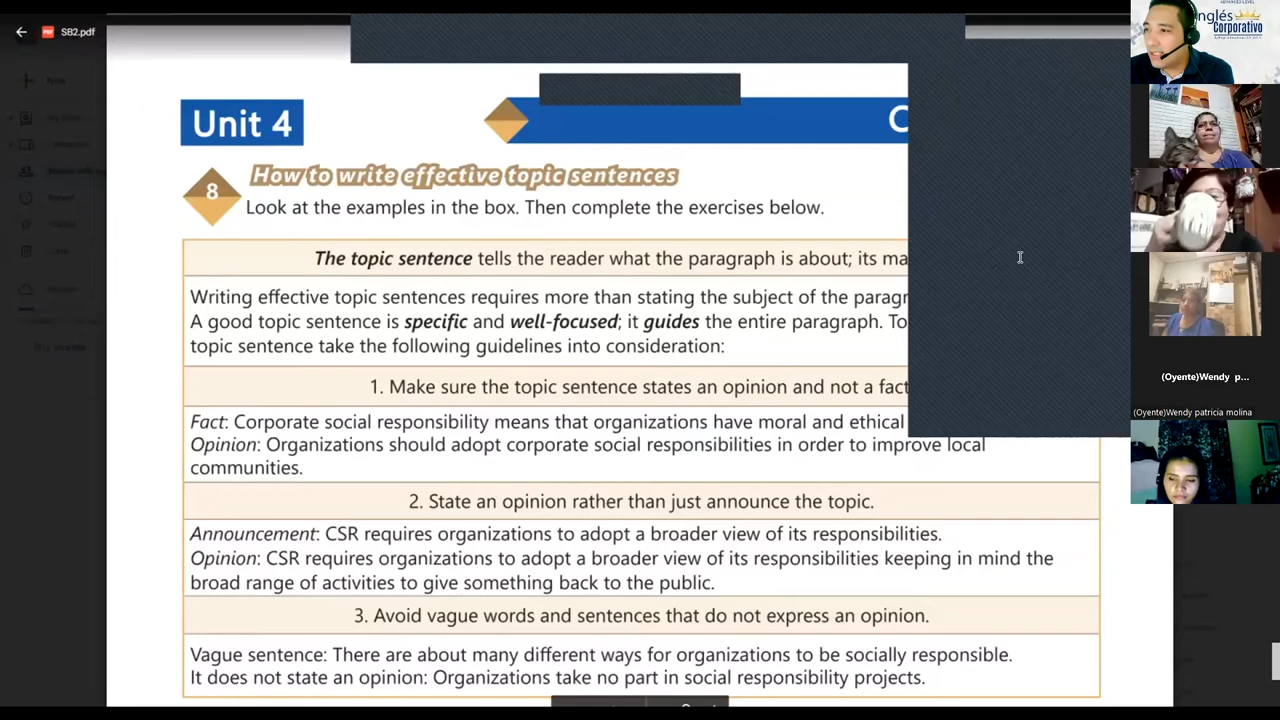 SB2.pdf
Inglés
Corporativo
Unit 4
C
8
How to write effective topic sentences
Look at the examples in the box. Then complete the exercises below.
The topic sentence tells the reader what the paragraph is about; its ma
Writing effective topic sentences requires more than stating the subject of the paragr
A good topic sentence is specific and well-focused; it guides the entire paragraph. To
topic sentence take the following guidelines into consideration:
1. Make sure the topic sentence states an opinion and not a fact
Fact: Corporate social responsibility means that organizations have moral and ethical
Opinion: Organizations should adopt corporate social responsibilities in order to improve local
communities.
2. State an opinion rather than just announce the topic.
Announcement: CSR requires organizations to adopt a broader view of its responsibilities.
Opinion: CSR requires organizations to adopt a broader view of its responsibilities keeping in mind the
broad range of activities to give something back to the public.
3. Avoid vague words and sentences that do not express an opinion.
Vague sentence: There are about many different ways for organizations to be socially responsible.
It does not state an opinion: Organizations take no part in social responsibility projects.
(Oyente)Wendy p...
(Oyente)Wendy patricia molina